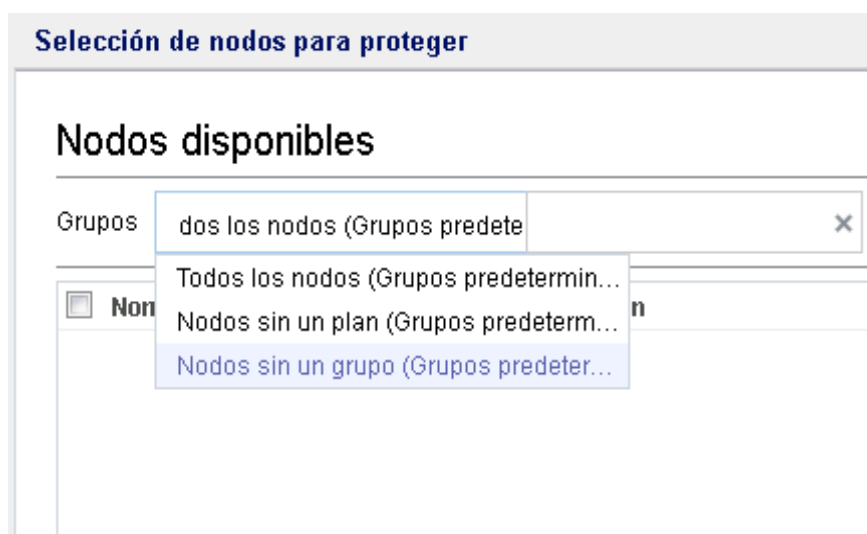 Selección de nodos para proteger
Nodos disponibles
Grupos dos los nodos (Grupos predete
Todos los nodos (Grupos predetermin...
Nodos sin un plan (Grupos predeterm...
Nodos sin un grupo (Grupos predeter...